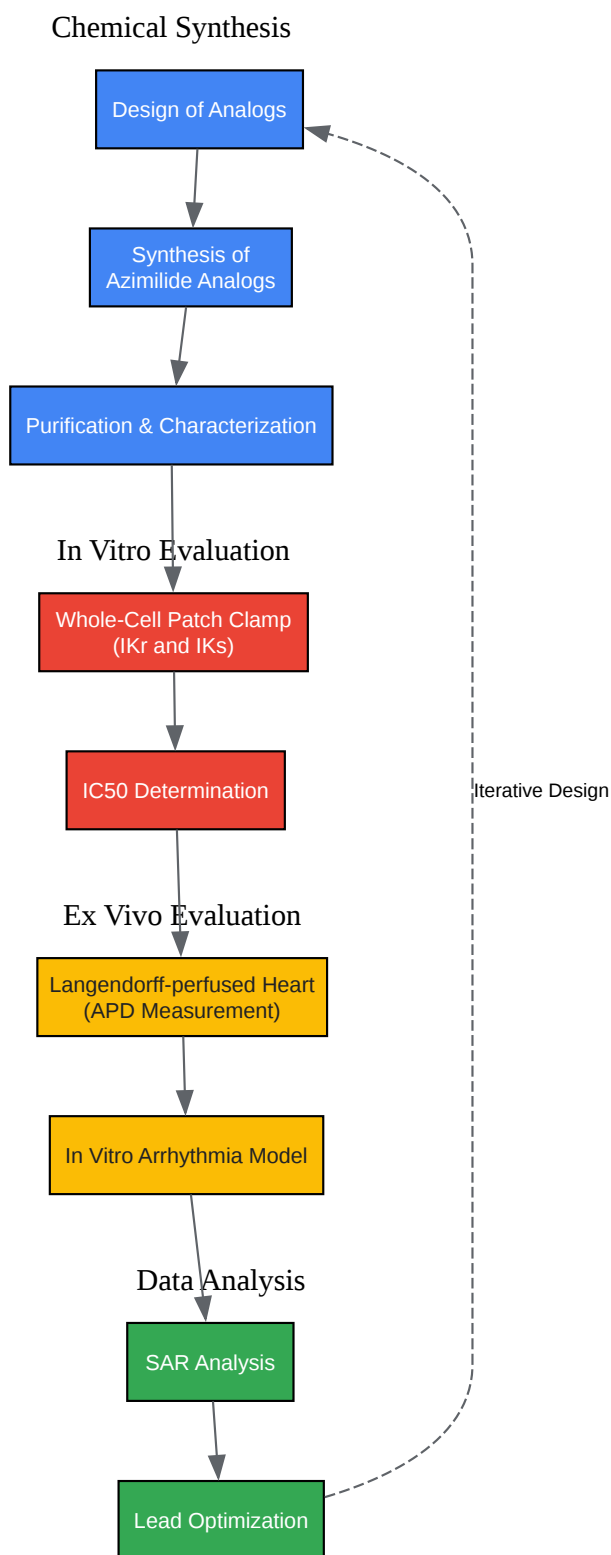 Chemical Synthesis
Design of Analogs
Synthesis of
Azimilide Analogs
Purification & Characterization
In Vitro Evaluation
Whole-Cell Patch Clamp
(IKr and IKs)
IC50 Determination
Iterative Design
Ex Vivo Evaluation
Langendorff-perfused Heart
(APD Measurement)
In Vitro Arrhythmia Model
Data Analysis
SAR Analysis
Lead Optimization